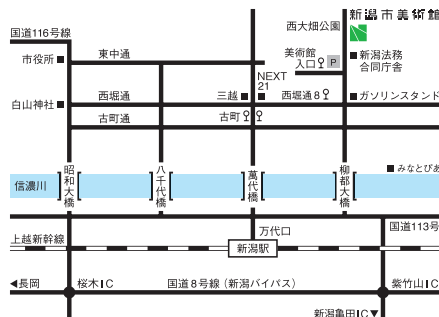 新潟市美術館
西大畑公園
国道116号線
市役所
東中通
美術館
入口
P
新潟法務
合同庁舎
NEXT
21
白山神社
西堀通
三越
西堀通8
ガソリンスタンド
古町通
古町
みなとぴあ
信濃川
昭和大橋
八千代橋
萬代橋
柳都大橋
国道113号
上越新幹線
万代口
新潟駅
◀長岡
桜木IC
国道8号線（新潟バイパス）
紫竹山IC
新潟亀田IC▼